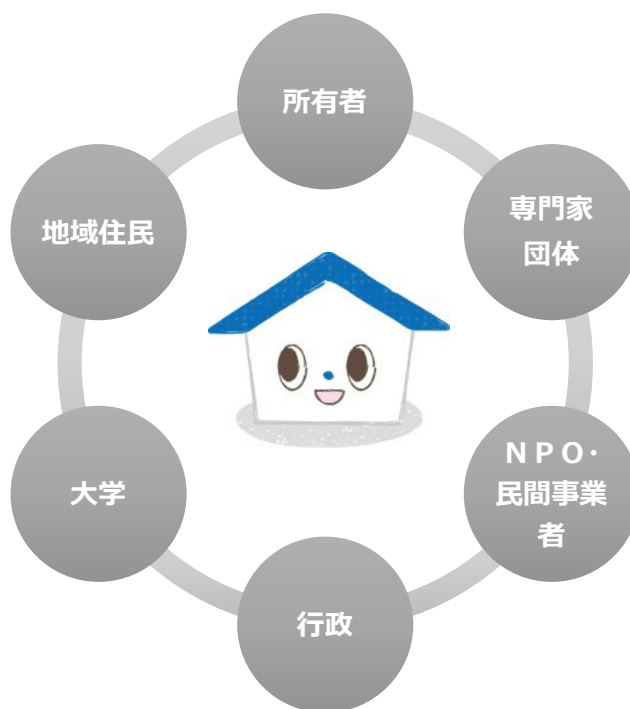 所有者
専門家
団体
ＮＰＯ・
民間事業
者
行政
大学
地域住民